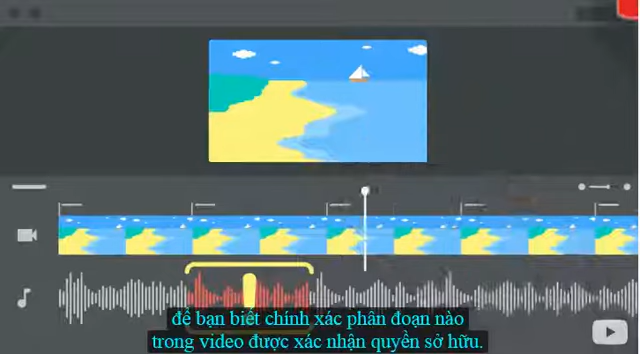 để bạn biết chính xác phân đoạn nào
trong video được xác nhận quyền sở hữu.